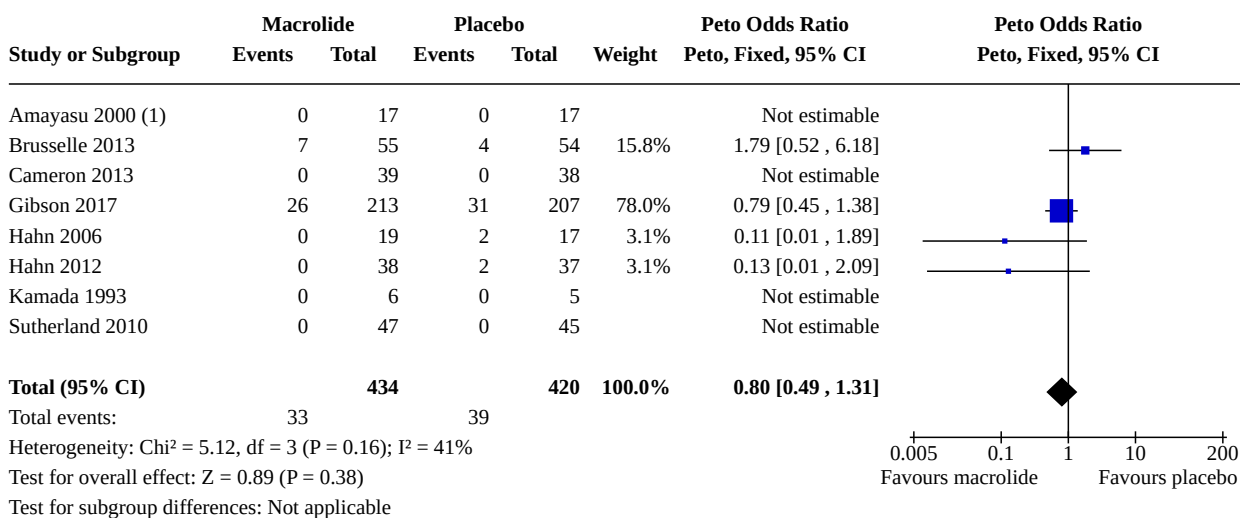 Macrolide Placebo Peto Odds Ratio Peto Odds Ratio
Study or Subgroup Events Total Events Total Weight Peto, Fixed, 95% CI Peto, Fixed, 95% CI
Amayasu 2000 (1) 0 17 0 17 Not estimable
Brusselle 2013 7 55 4 54 15.8% 1.79 [0.52 , 6.18]
Cameron 2013 0 39 0 38 Not estimable
Gibson 2017 26 213 31 207 78.0% 0.79 [0.45 , 1.38]
Hahn 2006 0 19 2 17 3.1% 0.11 [0.01 , 1.89]
Hahn 2012 0 38 2 37 3.1% 0.13 [0.01 , 2.09]
Kamada 1993 0 6 0 5 Not estimable
Sutherland 2010 0 47 0 45 Not estimable
Total (95% CI) 434 420 100.0% 0.80 [0.49 , 1.31]
Total events: 33 39
Heterogeneity: Chi² = 5.12, df = 3 (P = 0.16); I² = 41%
Test for overall effect: Z = 0.89 (P = 0.38)
Test for subgroup differences: Not applicable
0.005 0.1 1 10 200
Favours macrolide Favours placebo